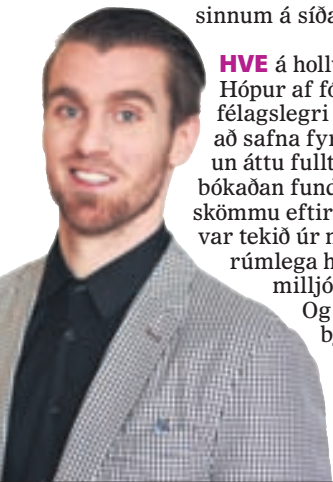 sinnum á síða
HVE á holl
Hópur af fó
félagslegri
að safna fyr
un áttu fullt
bókaðan fund
skömmu eftir
var tekið úr
rúmlega h
milljó
Og